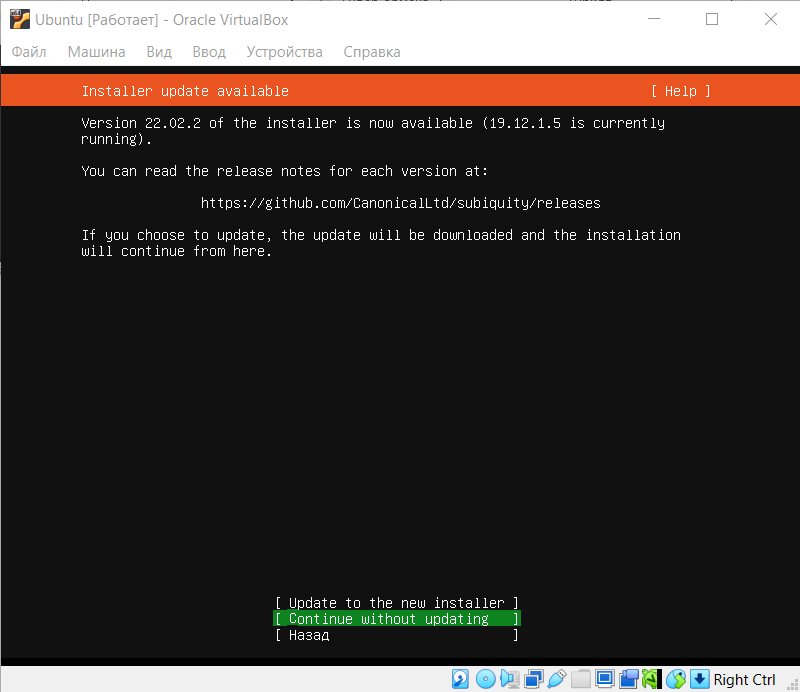 Ubuntu [Работает] - Oracle VirtualBox
Файл Машина Вид Ввод Устройства Справка
Installer update available [ Help ]
Version 22.02.2 of the installer is now available (19.12.1.5 is currently
running).
You can read the release notes for each version at:
https://github.com/CanonicalLtd/subiquity/releases
If you choose to update, the update will be downloaded and the installation
will continue from here.
[ Update to the new installer ]
[ Continue without updating ]
[ Назад ]
Right Ctrl